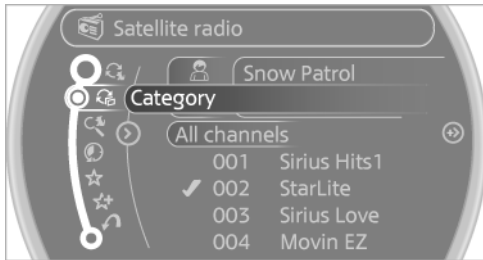 Satellite radio
Snow Patrol
Category
All channels
001 Sirius Hits1
002 StarLite
003 Sirius Love
004 Movin EZ